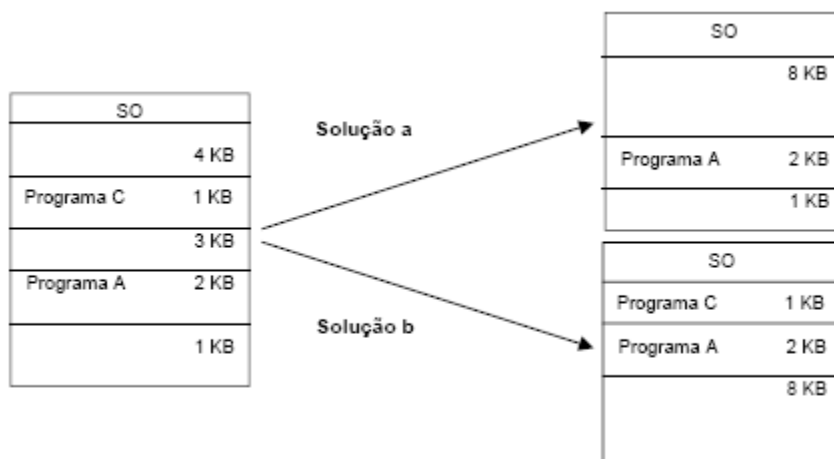 SO
4 KB
Programa C 1 KB
3 KB
Programa A 2 KB
1 KB
Solução a
Solução b
SO
8 KB
Programa A 2 KB
1 KB
SO
Programa C 1 KB
Programa A 2 KB
8 KB